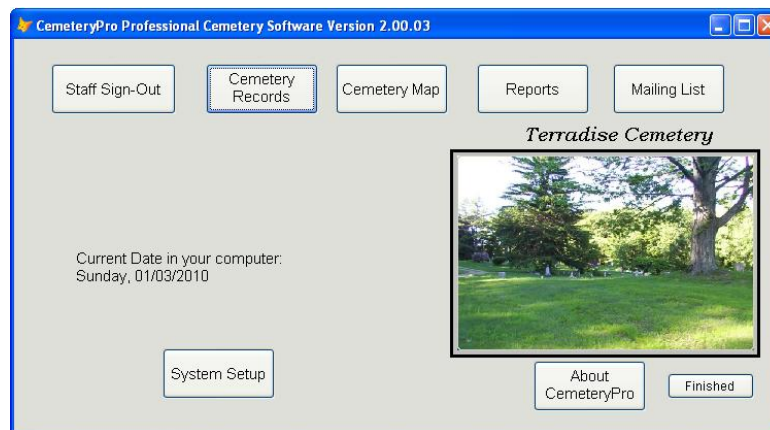 CemeteryPro Professional Cemetery Software Version 2.00.03
Staff Sign-Out
Cemetery
Records
Cemetery Map
Reports
Mailing List
Terradise Cemetery
Current Date in your computer:
Sunday, 01/03/2010
System Setup
About
CemeteryPro
Finished